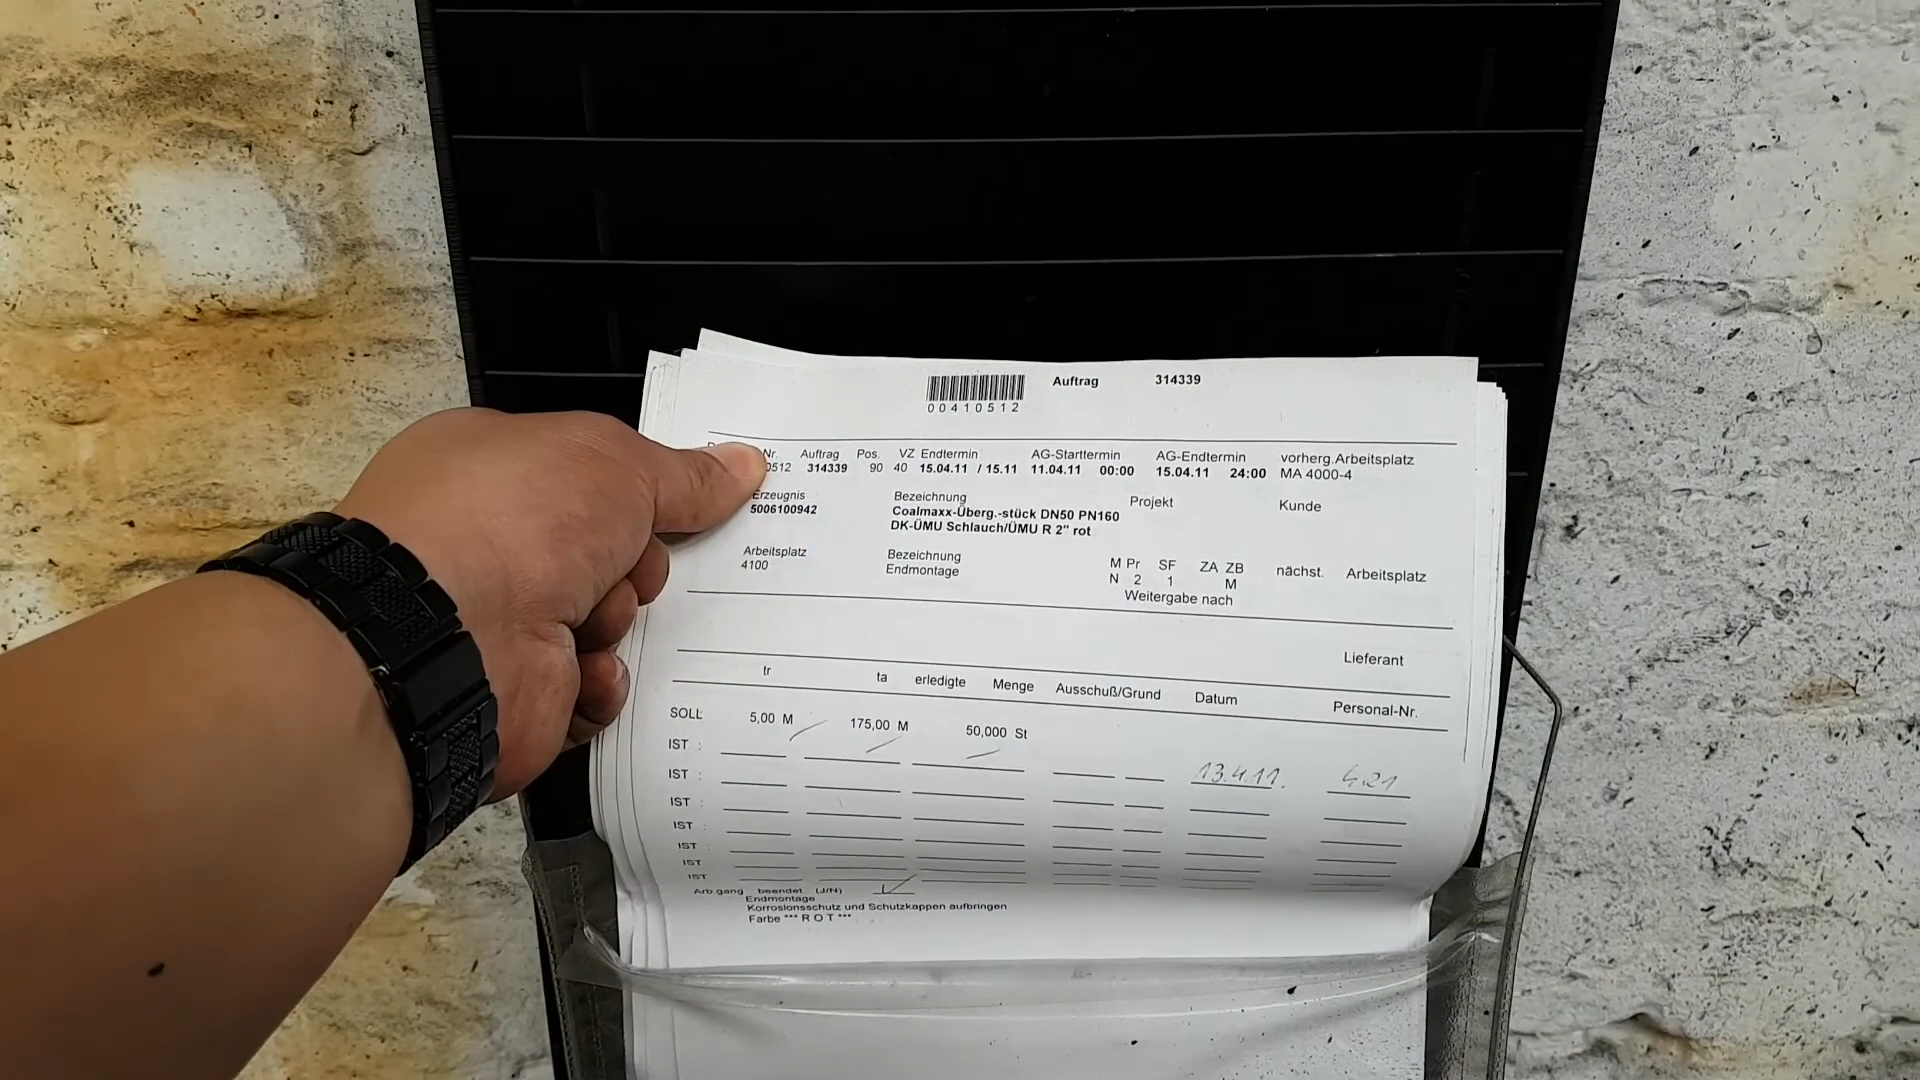 Auftrag 314339
00410512
Nr. Auftrag Pos. VZ Endtermin AG-Starttermin AG-Endtermin vorherg.Arbeitsplatz
0512 314339 90 40 15.04.11 / 15.11 11.04.11 00:00 15.04.11 24:00 MA 4000-4
Erzeugnis Bezeichnung Projekt Kunde
5006100942 Coalmaxx-Überg.-stück DN50 PN160
DK-ÜMU Schlauch/ÜMU R 2" rot
Arbeitsplatz Bezeichnung M Pr SF ZA ZB nächst. Arbeitsplatz
4100 Endmontage N 2 1 M
Weitergabe nach
Lieferant
tr ta erledigte Menge Ausschuß/Grund Datum Personal-Nr.
SOLL 5,00 M 175,00 M 50,000 St
IST :
IST : 13.4.11. 421
IST :
IST :
IST :
IST
IST
Arb.gang beendet (J/N)
Endmontage
Korrosionsschutz und Schutzkappen aufbringen
Farbe *** R O T ***